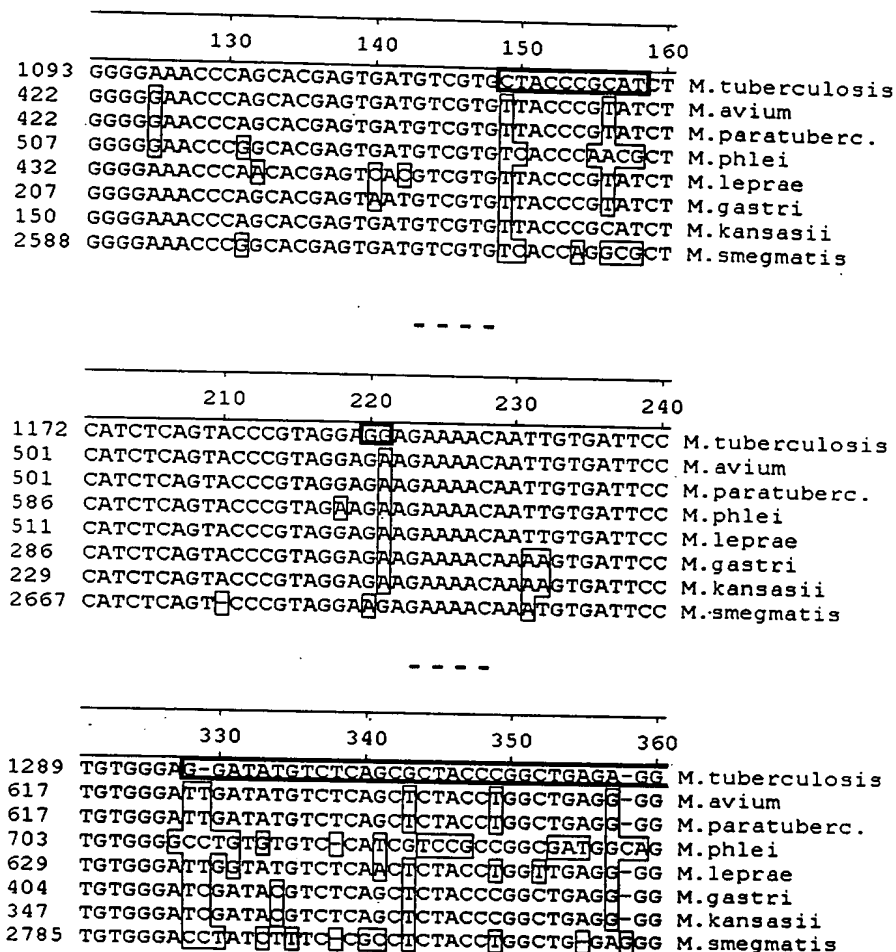 130 140 150 160
1093 GGGGAAACCCAGCACGAGTGATGTCGTGCTACCCGCATCT M.tuberculosis
422 GGGGGAACCCAGCACGAGTGATGTCGTGTTACCCGTATCT M.avium
422 GGGGGAACCCAGCACGAGTGATGTCGTGTTACCCGTATCT M.paratuberc.
507 GGGGGAACCCGGCACGAGTGATGTCGTGTCACCCAACGCT M.phlei
432 GGGGAAACCCAACACGAGTCACGTCGTGTTACCCGTATCT M.leprae
207 GGGGAAACCCAGCACGAGTAATGTCGTGTTACCCGTATCT M.gastri
150 GGGGAAACCCAGCACGAGTGATGTCGTGTTACCCGCATCT M.kansasii
2588 GGGGAAACCCGGCACGAGTGATGTCGTGTCACCAGGCGCT M.smegmatis
- - - -
210 220 230 240
1172 CATCTCAGTACCCGTAGGAGGAGAAAACAATTGTGATTCC M.tuberculosis
501 CATCTCAGTACCCGTAGGAGAAGAAAACAATTGTGATTCC M.avium
501 CATCTCAGTACCCGTAGGAGAAGAAAACAATTGTGATTCC M.paratuberc.
586 CATCTCAGTACCCGTAGAAGAAGAAAACAATTGTGATTCC M.phlei
511 CATCTCAGTACCCGTAGGAGAAGAAAACAATTGTGATTCC M.leprae
286 CATCTCAGTACCCGTAGGAGAAGAAAACAAAAGTGATTCC M.gastri
229 CATCTCAGTACCCGTAGGAGAAGAAAACAAAAGTGATTCC M.kansasii
2667 CATCTCAGT-CCCGTAGGAAGAGAAAACAAATGTGATTCC M.smegmatis
- - - -
330 340 350 360
1289 TGTGGGAG-GATATGTCTCAGCGCTACCCGGCTGAGA-GG M.tuberculosis
617 TGTGGGATTGATATGTCTCAGCTCTACCTGGCTGAGG-GG M.avium
617 TGTGGGATTGATATGTCTCAGCTCTACCTGGCTGAGG-GG M.paratuberc.
703 TGTGGGGCCTGTGTGTC-CATCGTCCGCCGGCGATGGCAG M.phlei
629 TGTGGGATTGGTATGTCTCAACTCTACCTGGTTGAGG-GG M.leprae
404 TGTGGGATCGATACGTCTCAGCTCTACCCGGCTGAGG-GG M.gastri
347 TGTGGGATCGATACGTCTCAGCTCTACCCGGCTGAGG-GG M.kansasii
2785 TGTGGGACCTATCTTTC-CGCCTCTACCTGGCTG-GAGGG M.smegmatis